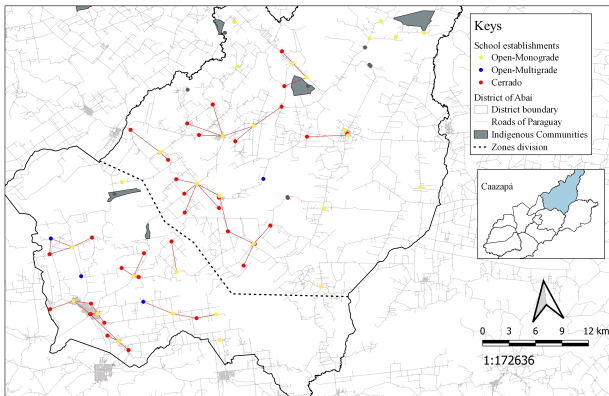 Keys
School establishments
Open-Monograde
Open-Multigrade
Cerrado
District of Abai
District boundary
Roads of Paraguay
Indigenous Communities
Zones division
Caazapá
0 3 6 9 12 km
1:172636